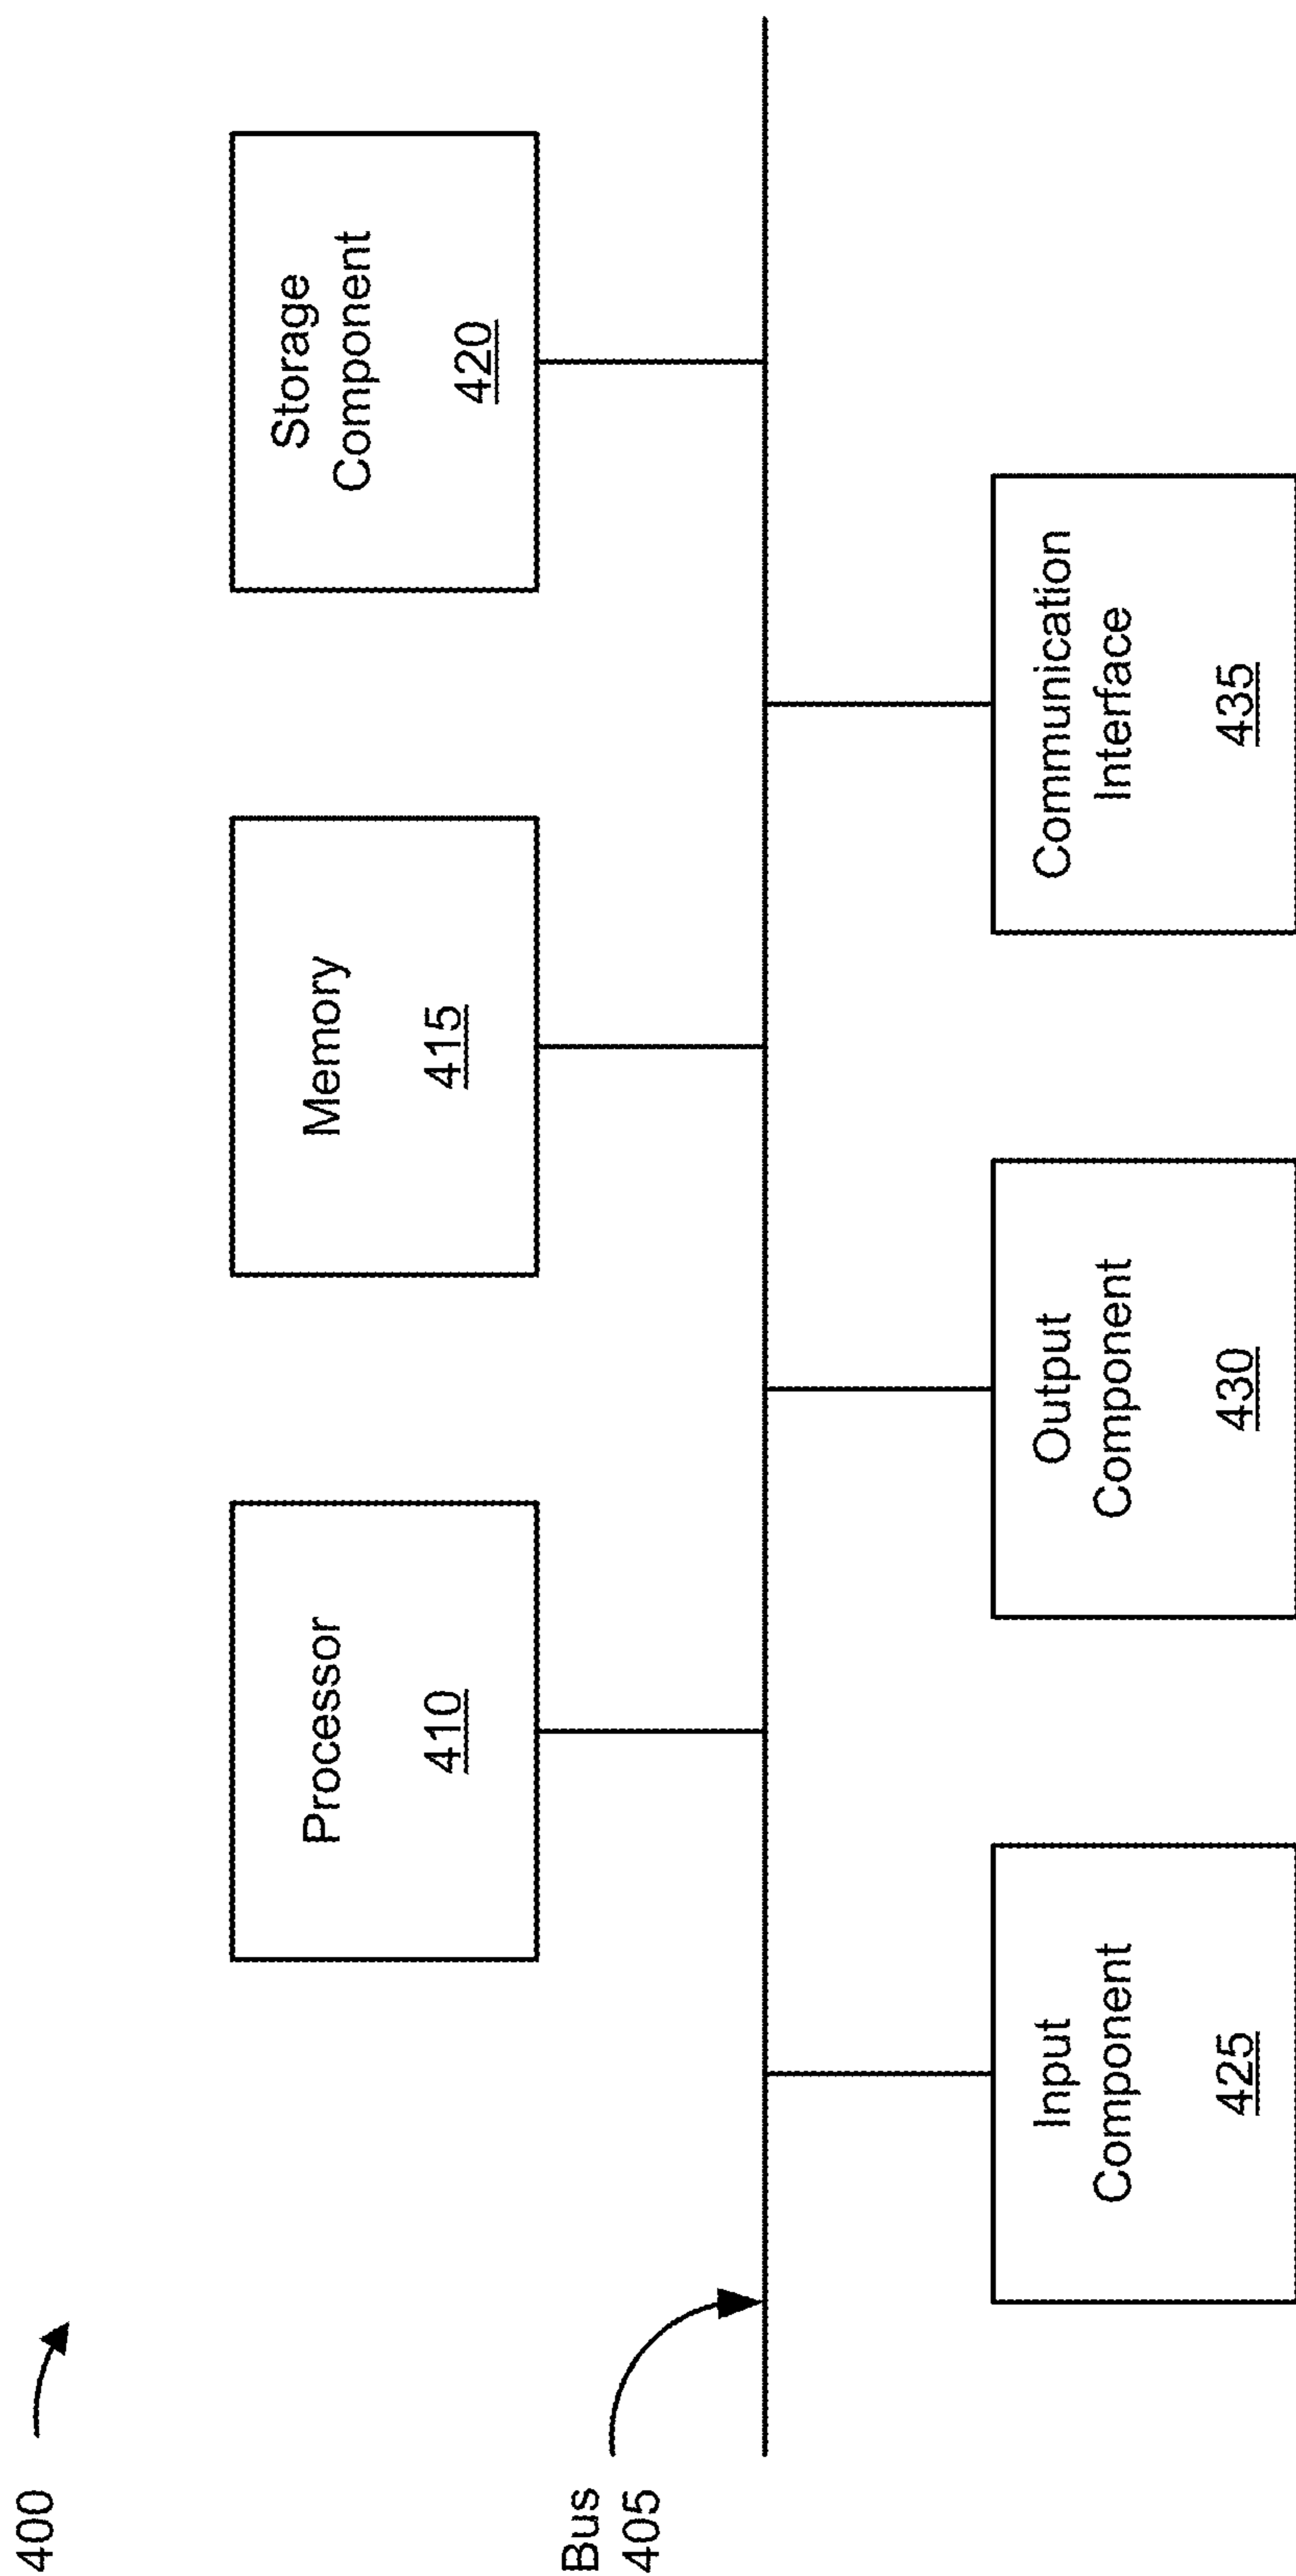 400
Processor
410
Memory
415
Storage
Component
420
Bus
405
Input
Component
425
Output
Component
430
Communication
Interface
435